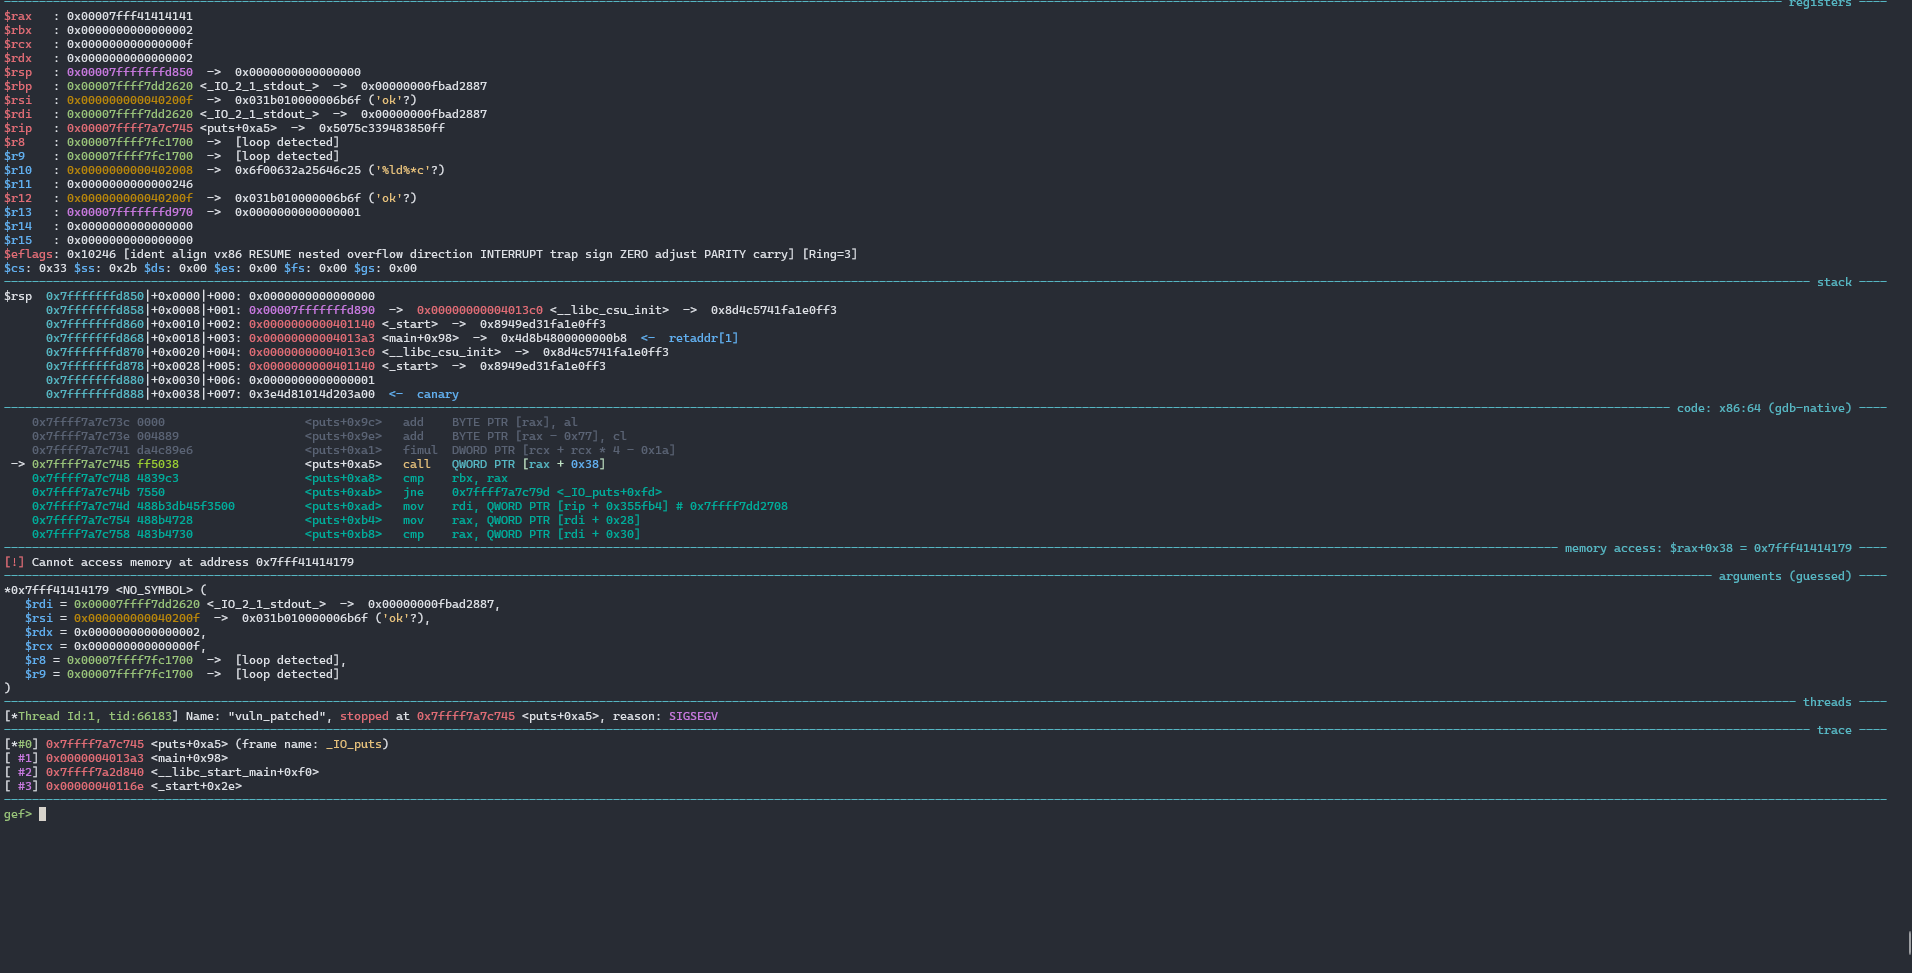 registers
$rax   : 0x00007fff41414141
$rbx   : 0x0000000000000002
$rcx   : 0x000000000000000f
$rdx   : 0x0000000000000002
$rsp   : 0x00007fffffffd850  ->  0x0000000000000000
$rbp   : 0x00007ffff7dd2620 <_IO_2_1_stdout_>  ->  0x00000000fbad2887
$rsi   : 0x000000000040200f  ->  0x031b010000006b6f ('ok'?)
$rdi   : 0x00007ffff7dd2620 <_IO_2_1_stdout_>  ->  0x00000000fbad2887
$rip   : 0x00007ffff7a7c745 <puts+0xa5>  ->  0x5075c339483850ff
$r8    : 0x00007ffff7fc1700  ->  [loop detected]
$r9    : 0x00007ffff7fc1700  ->  [loop detected]
$r10   : 0x0000000000402008  ->  0x6f00632a25646c25 ('%ld%*c'?)
$r11   : 0x0000000000000246
$r12   : 0x000000000040200f  ->  0x031b010000006b6f ('ok'?)
$r13   : 0x00007fffffffd970  ->  0x0000000000000001
$r14   : 0x0000000000000000
$r15   : 0x0000000000000000
$eflags: 0x10246 [ident align vx86 RESUME nested overflow direction INTERRUPT trap sign ZERO adjust PARITY carry] [Ring=3]
$cs: 0x33 $ss: 0x2b $ds: 0x00 $es: 0x00 $fs: 0x00 $gs: 0x00
stack
$rsp  0x7fffffffd850|+0x0000|+000: 0x0000000000000000
      0x7fffffffd858|+0x0008|+001: 0x00007fffffffd890  ->  0x00000000004013c0 <__libc_csu_init>  ->  0x8d4c5741fa1e0ff3
      0x7fffffffd860|+0x0010|+002: 0x0000000000401140 <_start>  ->  0x8949ed31fa1e0ff3
      0x7fffffffd868|+0x0018|+003: 0x00000000004013a3 <main+0x98>  ->  0x4d8b4800000000b8  <-  retaddr[1]
      0x7fffffffd870|+0x0020|+004: 0x00000000004013c0 <__libc_csu_init>  ->  0x8d4c5741fa1e0ff3
      0x7fffffffd878|+0x0028|+005: 0x0000000000401140 <_start>  ->  0x8949ed31fa1e0ff3
      0x7fffffffd880|+0x0030|+006: 0x0000000000000001
      0x7fffffffd888|+0x0038|+007: 0x3e4d81014d203a00  <-  canary
code: x86:64 (gdb-native)
    0x7ffff7a7c73c 0000                    <puts+0x9c>   add    BYTE PTR [rax], al
    0x7ffff7a7c73e 004889                  <puts+0x9e>   add    BYTE PTR [rax - 0x77], cl
    0x7ffff7a7c741 da4c89e6                <puts+0xa1>   fimul  DWORD PTR [rcx + rcx * 4 - 0x1a]
 -> 0x7ffff7a7c745 ff5038                  <puts+0xa5>   call   QWORD PTR [rax + 0x38]
    0x7ffff7a7c748 4839c3                  <puts+0xa8>   cmp    rbx, rax
    0x7ffff7a7c74b 7550                    <puts+0xab>   jne    0x7ffff7a7c79d <_IO_puts+0xfd>
    0x7ffff7a7c74d 488b3db45f3500          <puts+0xad>   mov    rdi, QWORD PTR [rip + 0x355fb4] # 0x7ffff7dd2708
    0x7ffff7a7c754 488b4728                <puts+0xb4>   mov    rax, QWORD PTR [rdi + 0x28]
    0x7ffff7a7c758 483b4730                <puts+0xb8>   cmp    rax, QWORD PTR [rdi + 0x30]
memory access: $rax+0x38 = 0x7fff41414179
[!] Cannot access memory at address 0x7fff41414179
arguments (guessed)
*0x7fff41414179 <NO_SYMBOL> (
   $rdi = 0x00007ffff7dd2620 <_IO_2_1_stdout_>  ->  0x00000000fbad2887,
   $rsi = 0x000000000040200f  ->  0x031b010000006b6f ('ok'?),
   $rdx = 0x0000000000000002,
   $rcx = 0x000000000000000f,
   $r8 = 0x00007ffff7fc1700  ->  [loop detected],
   $r9 = 0x00007ffff7fc1700  ->  [loop detected]
)
threads
[*Thread Id:1, tid:66183] Name: "vuln_patched", stopped at 0x7ffff7a7c745 <puts+0xa5>, reason: SIGSEGV
trace
[*#0] 0x7ffff7a7c745 <puts+0xa5> (frame name: _IO_puts)
[ #1] 0x0000004013a3 <main+0x98>
[ #2] 0x7ffff7a2d840 <__libc_start_main+0xf0>
[ #3] 0x00000040116e <_start+0x2e>
gef>